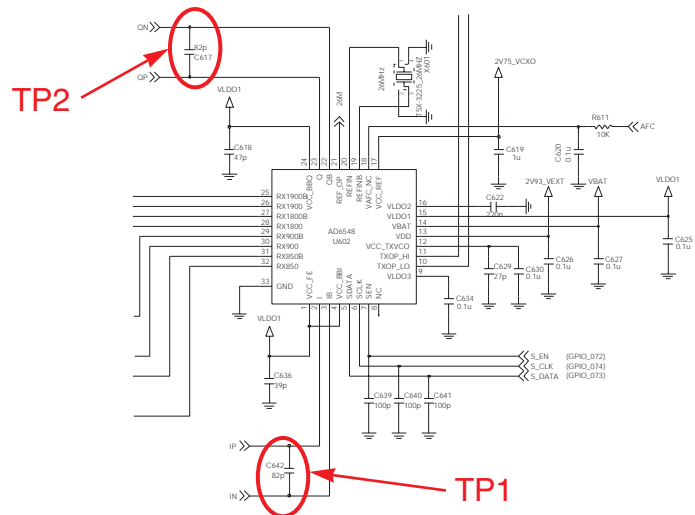 QN
82p
C617
QP
TP2
VLDO1
C618
47p
26M
26MHz
TSX-3225_26MHZ
X601
2V75_VCXO
R611
10K
AFC
C619
1u
C620
0.1u
24 23 22 21 20 19 18 17
VCC_BBQ
Q
QB
REF_OP
REFIN
REFINB
VAFC_NC
VCC_REF
25 RX1900B
26 RX1900
27 RX1800B
28 RX1800
29 RX900B
30 RX900
31 RX850B
32 RX850
33 GND
AD6548
U602
VLDO2 16
VLDO1 15
VBAT 14
VDD 13
VCC_TXVCO 12
TXOP_HI 11
TXOP_LO 10
VLDO3 9
VCC_FE
I
IB
VCC_BBI
SDATA
SCLK
SEN
NC
1 2 3 4 5 6 7 8
C622
220p
2V93_VEXT
VBAT
VLDO1
C625
0.1u
C629
27p
C630
0.1u
C626
0.1u
C627
0.1u
C634
0.1u
VLDO1
C636
39p
S_EN (GPIO_072)
S_CLK (GPIO_074)
S_DATA (GPIO_073)
C639
100p
C640
100p
C641
100p
IP
C642
82p
IN
TP1